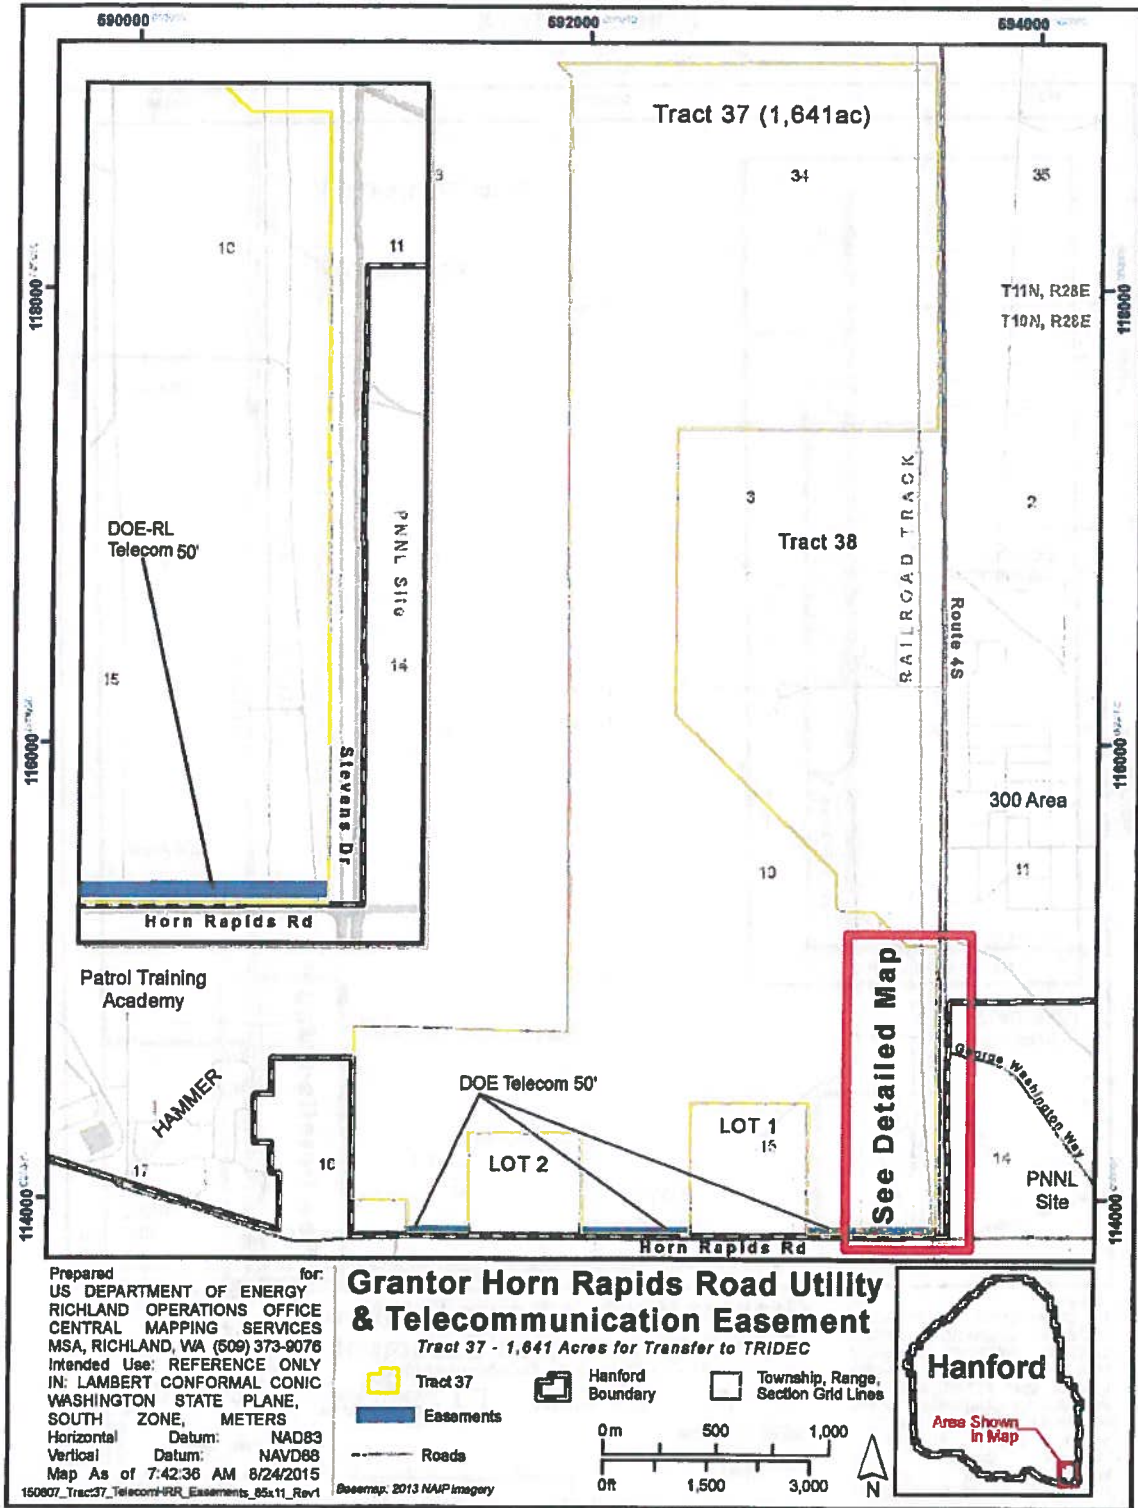 590000
592000
594000
Tract 37 (1,641ac)
34
35
3
10
11
118000
118000
T11N, R28E
T10N, R28E
RAILROAD TRACK
3
2
Tract 38
DOE-RL
Telecom 50'
PNNL Site
Route 4S
15
14
116000
116000
Stevens Dr
300 Area
10
11
Horn Rapids Rd
See Detailed Map
Patrol Training
Academy
George Washington Way
HAMMER
DOE Telecom 50'
LOT 1
15
LOT 2
17
16
14
PNNL
Site
114000
114000
Horn Rapids Rd
Prepared for:
US DEPARTMENT OF ENERGY
RICHLAND OPERATIONS OFFICE
CENTRAL MAPPING SERVICES
MSA, RICHLAND, WA (509) 373-9076
Intended Use: REFERENCE ONLY
IN: LAMBERT CONFORMAL CONIC
WASHINGTON STATE PLANE,
SOUTH ZONE, METERS
Horizontal Datum: NAD83
Vertical Datum: NAVD88
Map As of 7:42:36 AM 8/24/2015
150807_Tract37_TelecomHRR_Easements_85x11_Rev1
Grantor Horn Rapids Road Utility
& Telecommunication Easement
Tract 37 - 1,641 Acres for Transfer to TRIDEC
Tract 37
Hanford
Boundary
Township, Range,
Section Grid Lines
Easements
Roads
0m 500 1,000
0ft 1,500 3,000
N
Basemap: 2013 NAIP Imagery
Hanford
Area Shown
In Map